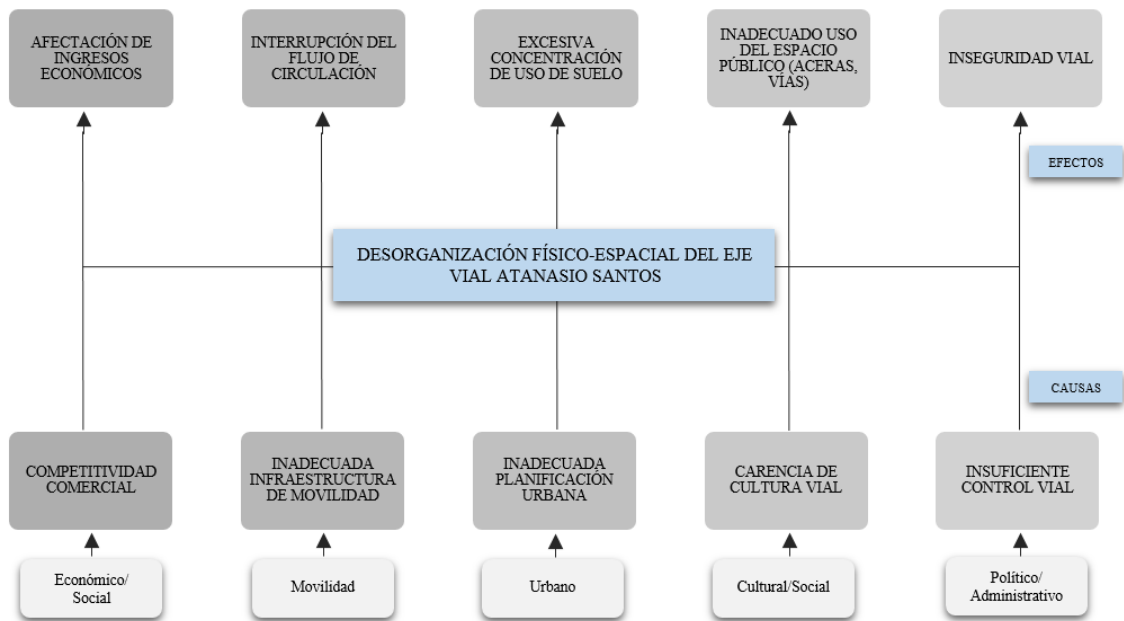 AFECTACIÓN DE
INGRESOS
ECONÓMICOS
INTERRUPCIÓN DEL
FLUJO DE
CIRCULACIÓN
EXCESIVA
CONCENTRACIÓN
DE USO DE SUELO
INADECUADO USO
DEL ESPACIO
PÚBLICO (ACERAS,
VÍAS)
INSEGURIDAD VIAL
EFECTOS
DESORGANIZACIÓN FÍSICO-ESPACIAL DEL EJE
VIAL ATANASIO SANTOS
CAUSAS
COMPETITIVIDAD
COMERCIAL
INADECUADA
INFRAESTRUCTURA
DE MOVILIDAD
INADECUADA
PLANIFICACIÓN
URBANA
CARENCIA DE
CULTURA VIAL
INSUFICIENTE
CONTROL VIAL
Económico/
Social
Movilidad
Urbano
Cultural/Social
Político/
Administrativo